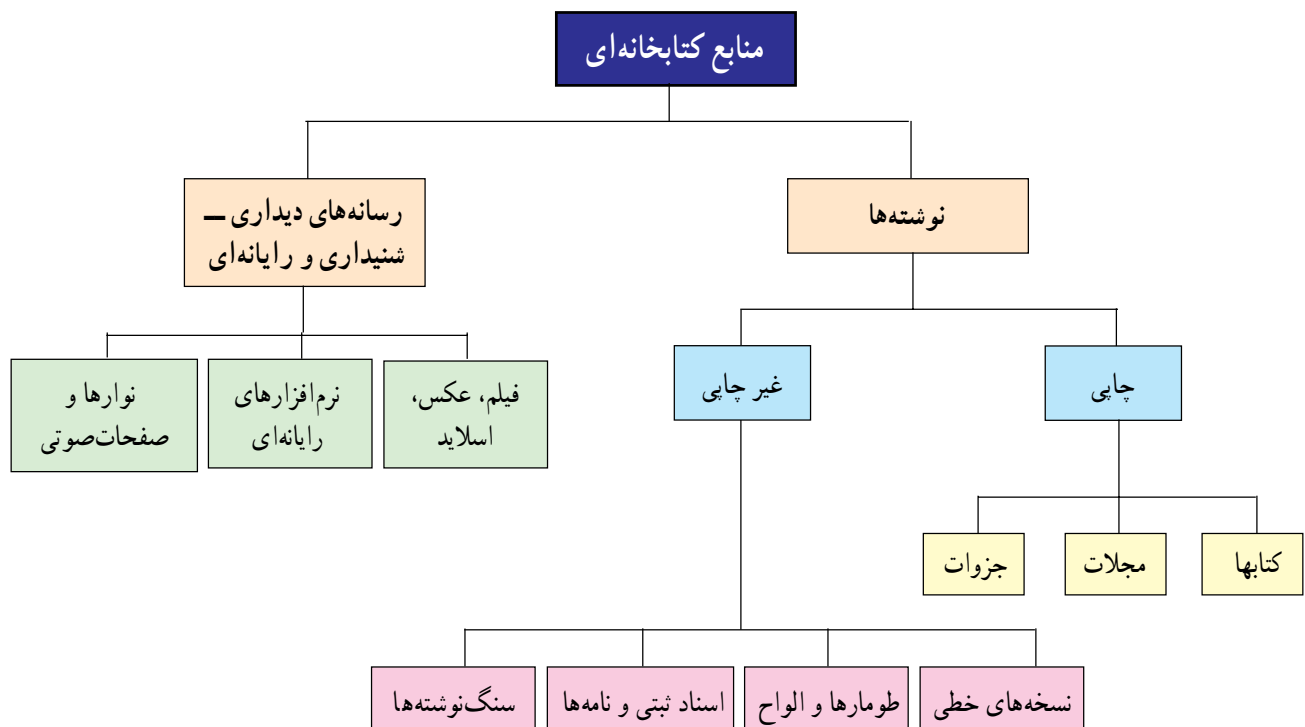 منابع کتابخانه‌ای
نوشته‌ها
رسانه‌های دیداری ــ
شنیداری و رایانه‌ای
چاپی
غیر چاپی
فیلم، عکس،
اسلاید
نرم‌افزارهای
رایانه‌ای
نوارها و
صفحات‌صوتی
کتابها
مجلات
جزوات
نسخه‌های خطی
طومارها و الواح
اسناد ثبتی و نامه‌ها
سنگ‌نوشته‌ها